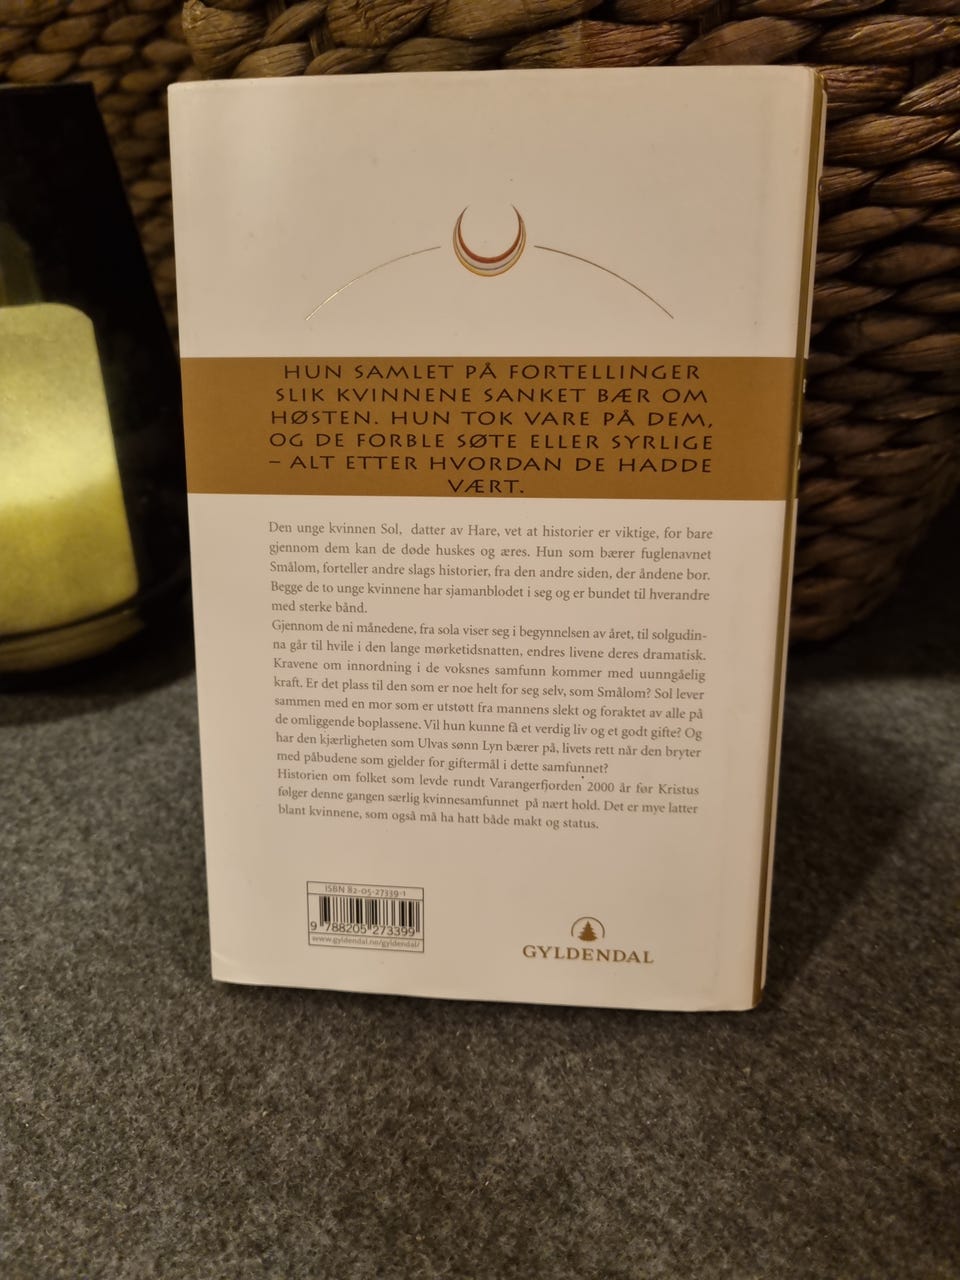 HUN SAMLET PÅ FORTELLINGER
SLIK KVINNENE SANKET BÆR OM
HØSTEN. HUN TOK VARE PÅ DEM,
OG DE FORBLE SØTE ELLER SYRLIGE
– ALT ETTER HVORDAN DE HADDE
VÆRT.
Den unge kvinnen Sol, datter av Hare, vet at historier er viktige, for bare
gjennom dem kan de døde huskes og æres. Hun som bærer fuglenavnet
Smålom, forteller andre slags historier, fra den andre siden, der åndene bor.
Begge de to unge kvinnene har sjamanblodet i seg og er bundet til hverandre
med sterke bånd.
Gjennom de ni månedene, fra sola viser seg i begynnelsen av året, til solgudin-
na går til hvile i den lange mørketidsnatten, endres livene deres dramatisk.
Kravene om innordning i de voksnes samfunn kommer med uunngåelig
kraft. Er det plass til den som er noe helt for seg selv, som Smålom? Sol lever
sammen med en mor som er utstøtt fra mannens slekt og foraktet av alle på
de omliggende boplassene. Vil hun kunne få et verdig liv og et godt gifte? Og
har den kjærligheten som Ulvas sønn Lyn bærer på, livets rett når den bryter
med påbudene som gjelder for giftermål i dette samfunnet?
Historien om folket som levde rundt Varangerfjorden 2000 år før Kristus
følger denne gangen særlig kvinnesamfunnet på nært hold. Det er mye latter
blant kvinnene, som også må ha hatt både makt og status.
ISBN 82-05-27339-1
9 788205 273399
www.gyldendal.no/gyldendal/
GYLDENDAL